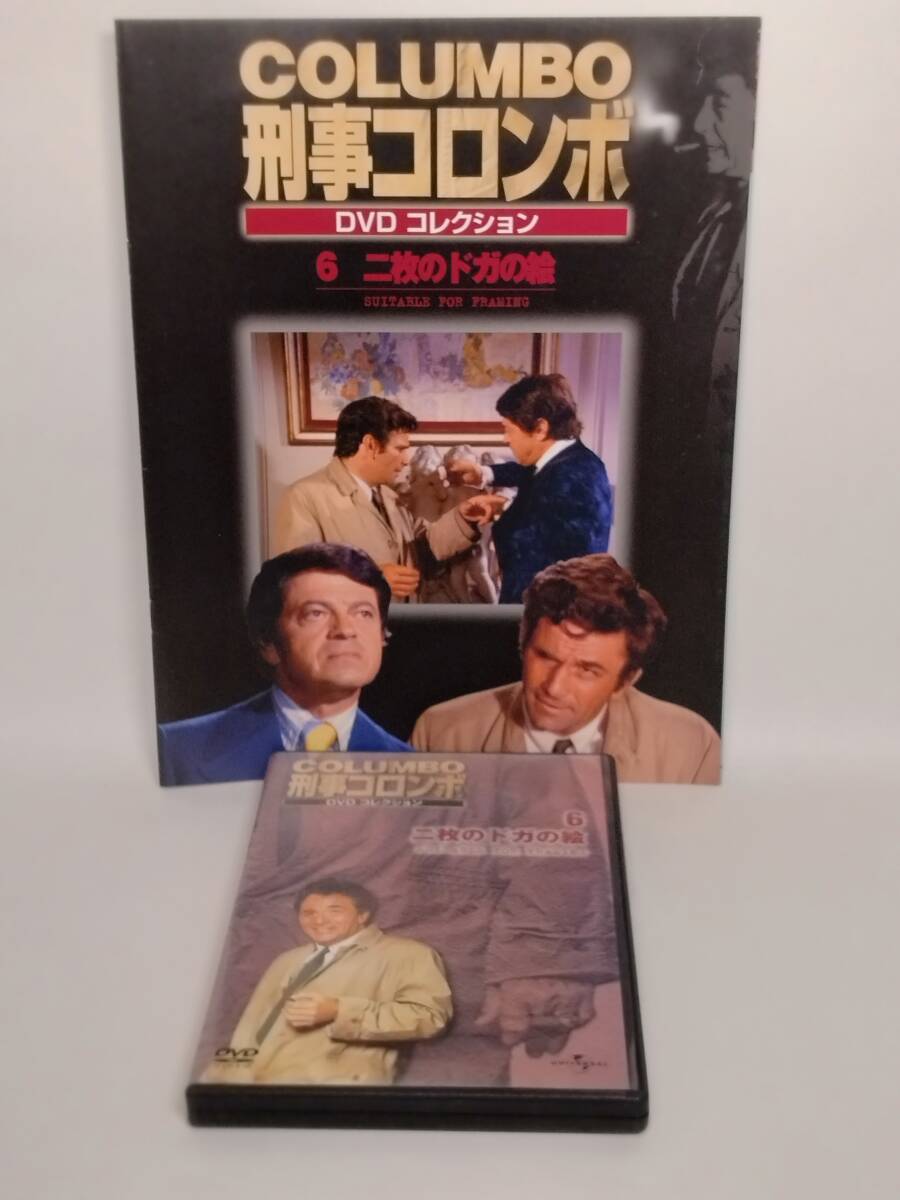 COLUMBO
刑事コロンボ
DVD コレクション
6 二枚のドガの絵
SUITABLE FOR FRAMING
COLUMBO
刑事コロンボ
DVD コレクション
6
二枚のドガの絵
DVD
UNIVERSAL